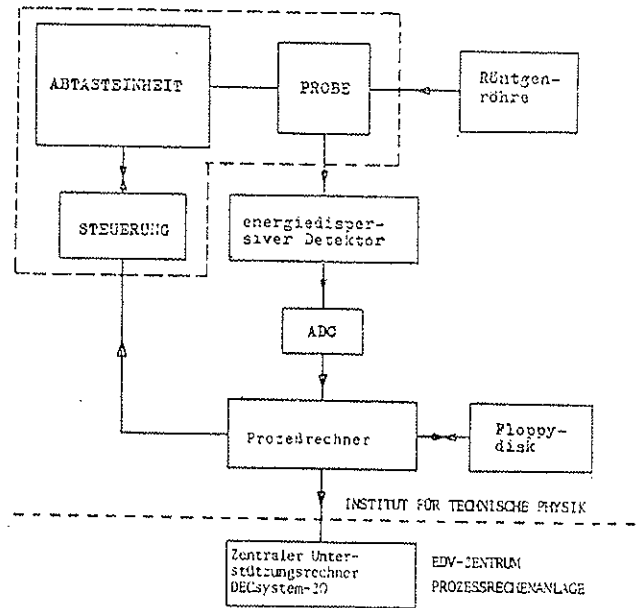 ABTASTEINHEIT
PROBE
Röntgen-
röhre
STEUERUNG
energiedisper-
siver Detektor
ADC
Prozeßrechner
Floppy-
disk
INSTITUT FÜR TECHNISCHE PHYSIK
Zentraler Unter-
stützungsrechner
DECsystem-20
EDV-ZENTRUM
PROZESSRECHENANLAGE